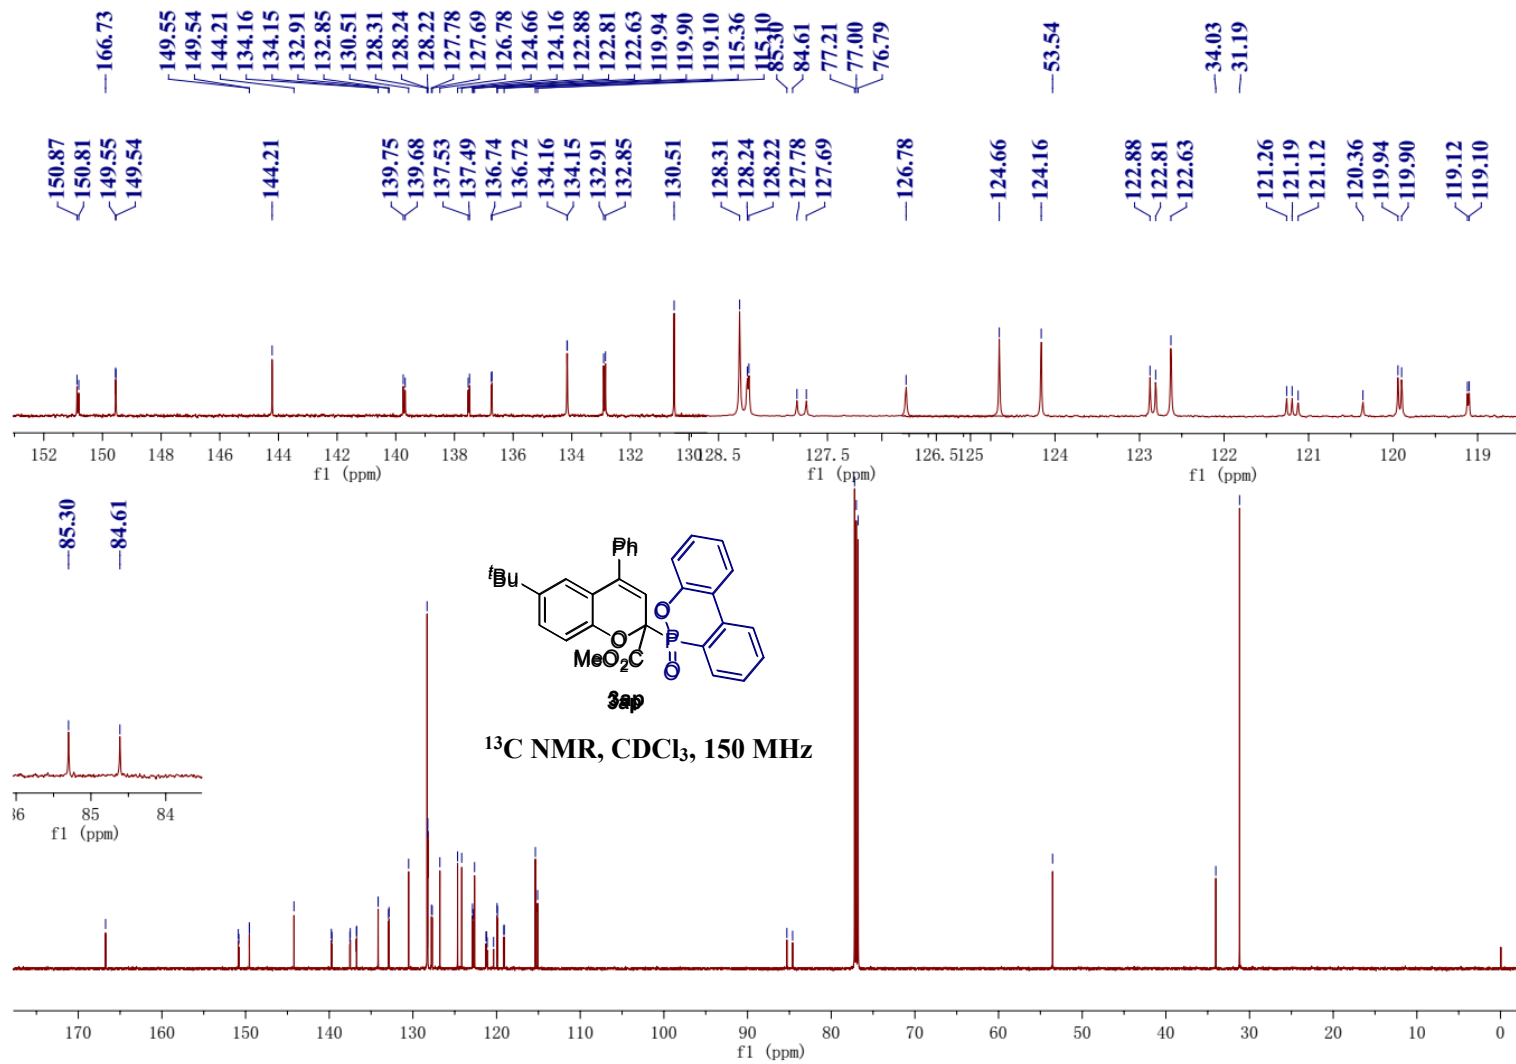 166.73 149.55 149.54 144.21 134.16 134.15 132.91 132.85 130.51 128.31 128.24 128.22 127.78 127.69 126.78 124.66 124.16 122.88 122.81 122.63 119.94 119.90 119.10 115.36 115.10 85.30 84.61 77.21 77.00 76.79 53.54 34.03 31.19
150.87 150.81 149.55 149.54 144.21 139.75 139.68 137.53 137.49 136.74 136.72 134.16 134.15 132.91 132.85 130.51 128.31 128.24 128.22 127.78 127.69 126.78 124.66 124.16 122.88 122.81 122.63 121.26 121.19 121.12 120.36 119.94 119.90 119.12 119.10
152 150 148 146 144 142 140 138 136 134 132 130 128.5 127.5 126.5 125 124 123 122 121 120 119
f1 (ppm) f1 (ppm) f1 (ppm)
85.30 84.61
Ph
tBu
O
O
P
MeO2C
O
3ap
13C NMR, CDCl3, 150 MHz
86 85 84
f1 (ppm)
170 160 150 140 130 120 110 100 90 80 70 60 50 40 30 20 10 0
f1 (ppm)